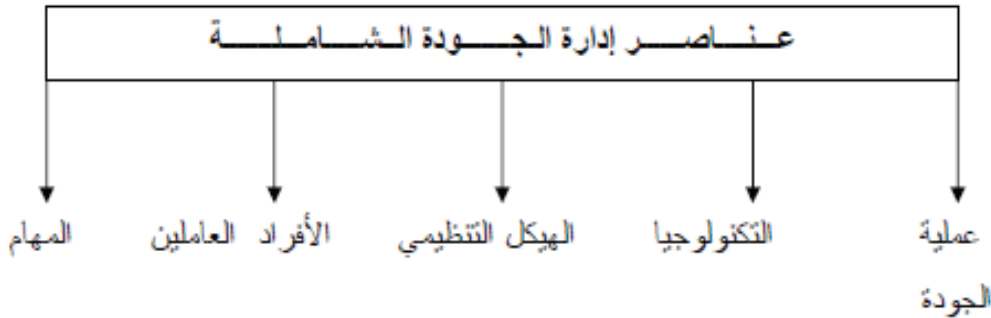 عناصر إدارة الجودة الشاملة
عملية
الجودة
التكنولوجيا
الهيكل التنظيمي
الأفراد العاملين
المهام